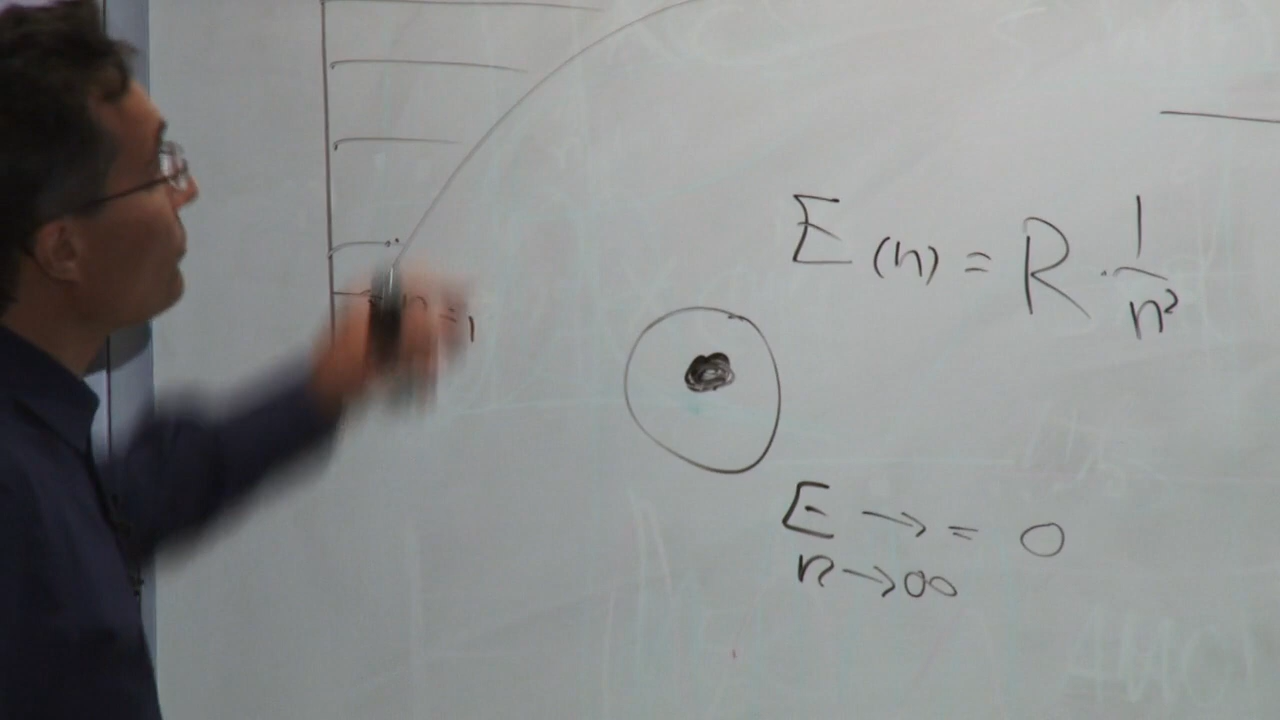 n=1
E(n) = R · 1/n²
E → = 0
n→∞